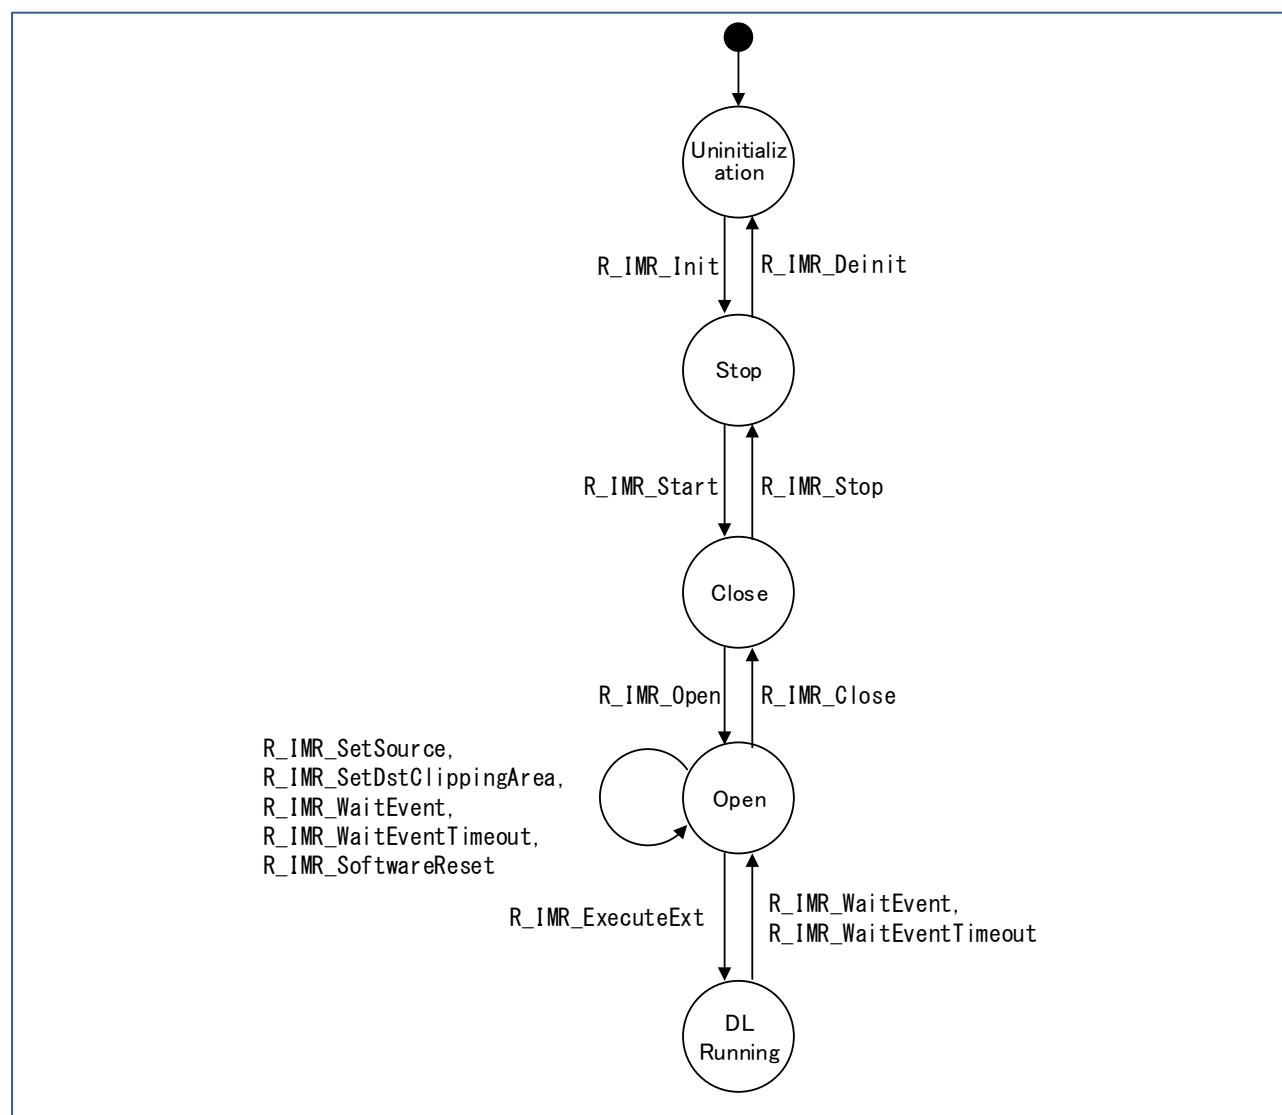 Uninitializ
ation
R_IMR_Init
R_IMR_Deinit
Stop
R_IMR_Start
R_IMR_Stop
Close
R_IMR_Open
R_IMR_Close
R_IMR_SetSource,
R_IMR_SetDstClippingArea,
R_IMR_WaitEvent,
R_IMR_WaitEventTimeout,
R_IMR_SoftwareReset
Open
R_IMR_ExecuteExt
R_IMR_WaitEvent,
R_IMR_WaitEventTimeout
DL
Running